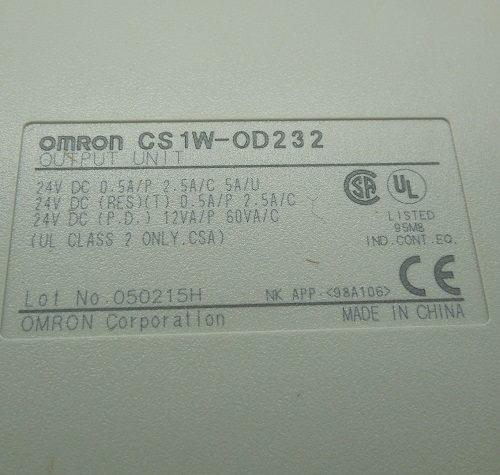 OMRON CS1W-OD232
OUTPUT UNIT
24V DC 0.5A/P 2.5A/C 5A/U
24V DC (RES)(T) 0.5A/P 2.5A/C
24V DC (P.D.) 12VA/P 60VA/C
(UL CLASS 2 ONLY.CSA)
SA UL
LISTED
95M8
IND.CONT.EQ.
CE
Lot No.050215H
NK APP.<98A106>
OMRON Corporation
MADE IN CHINA